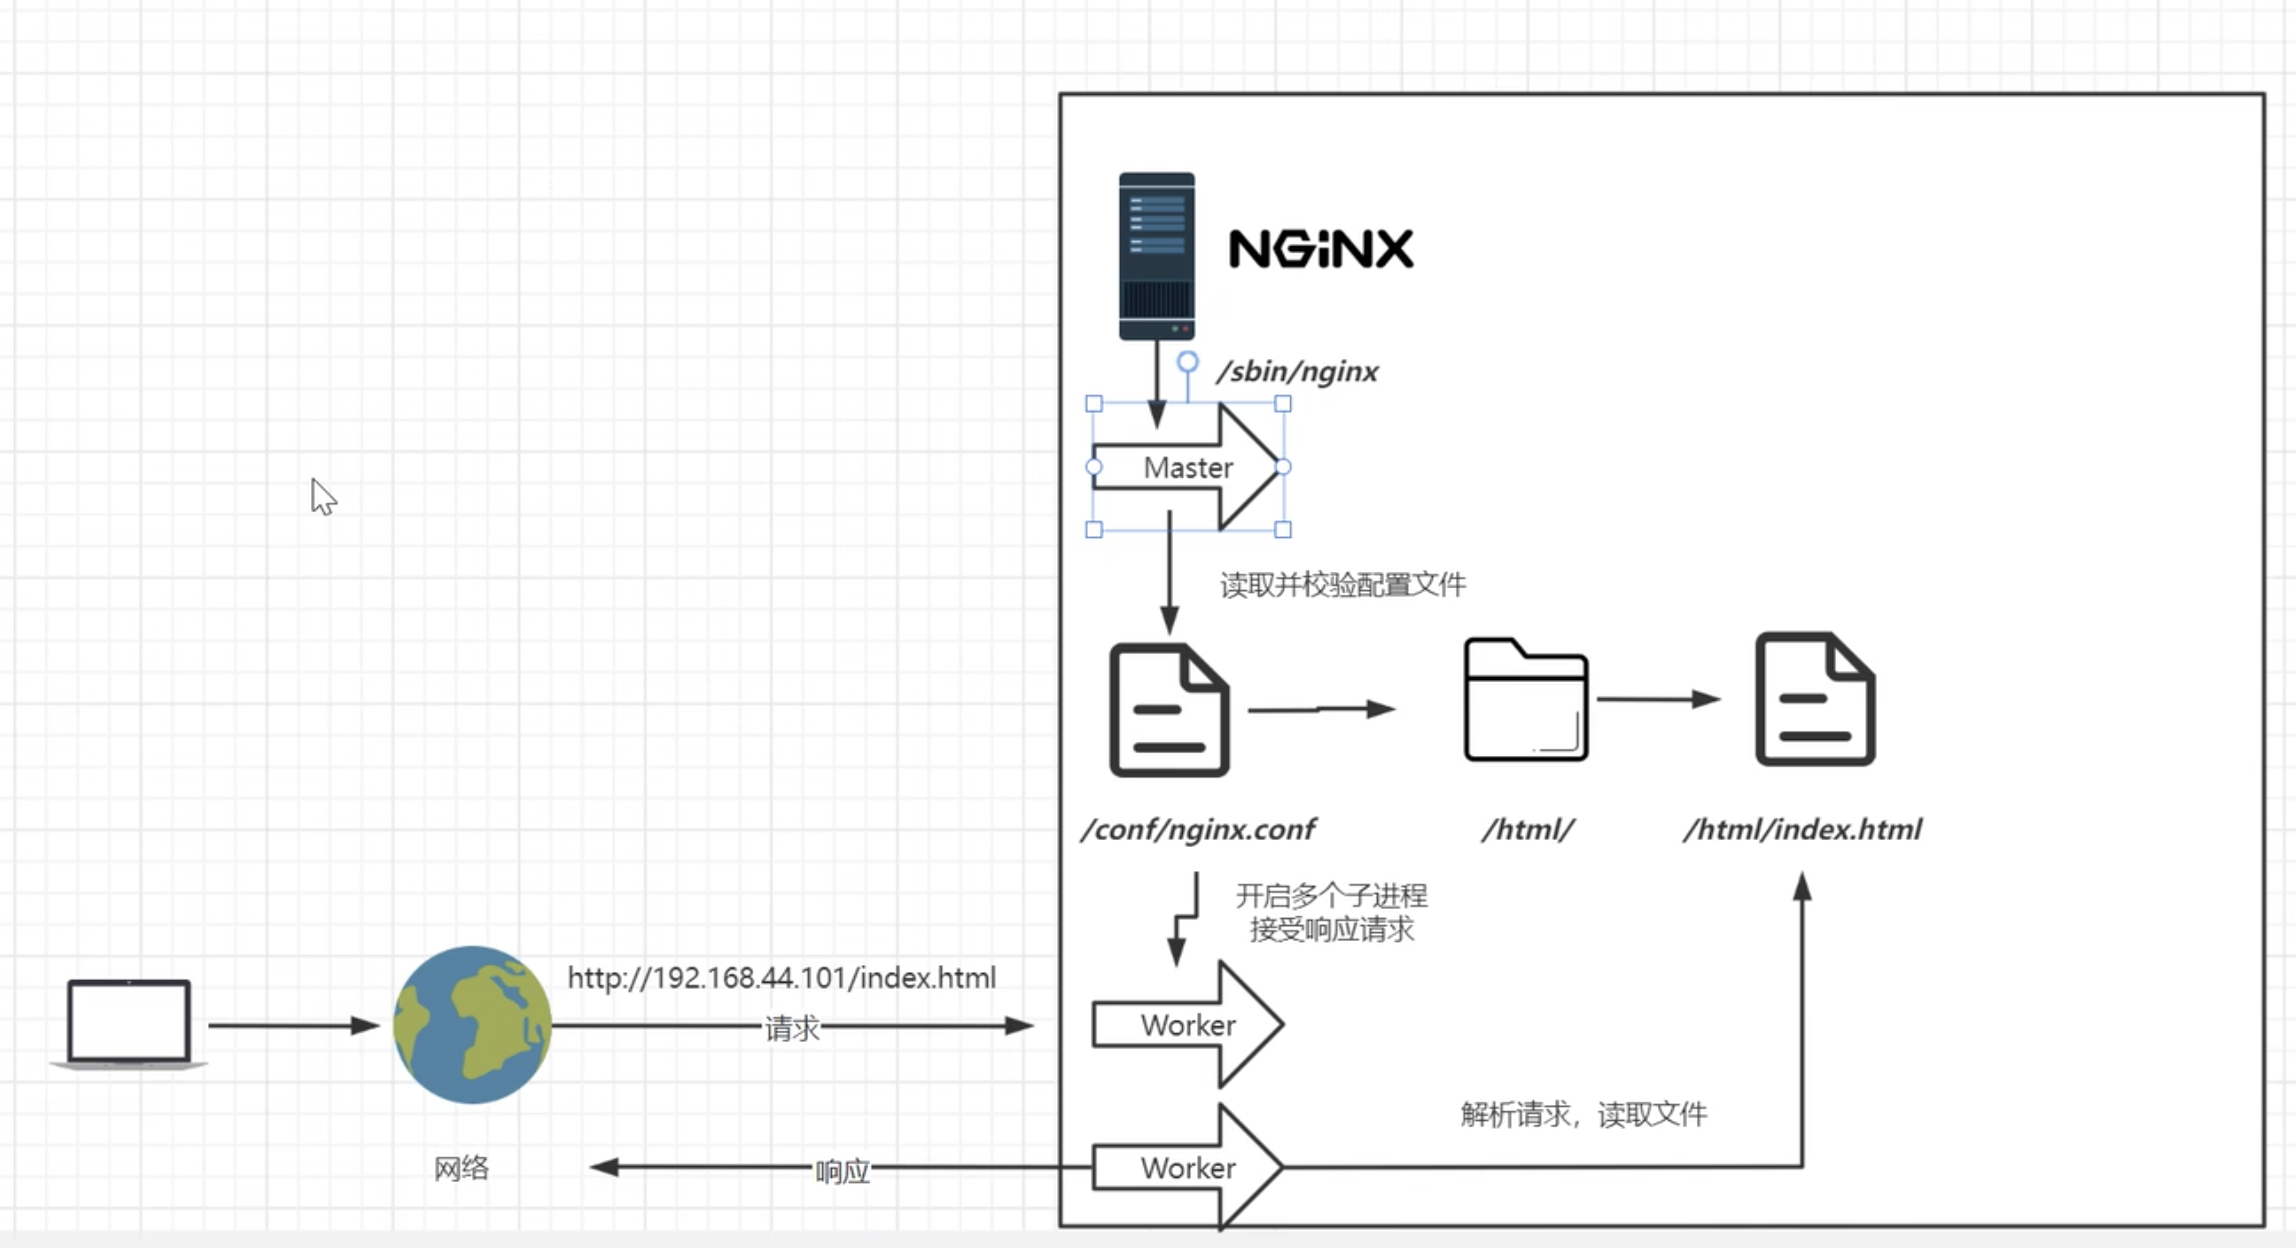 NGiNX
/sbin/nginx
Master
读取并校验配置文件
/conf/nginx.conf
/html/
/html/index.html
开启多个子进程
接受响应请求
http://192.168.44.101/index.html
请求
Worker
解析请求，读取文件
网络
响应
Worker